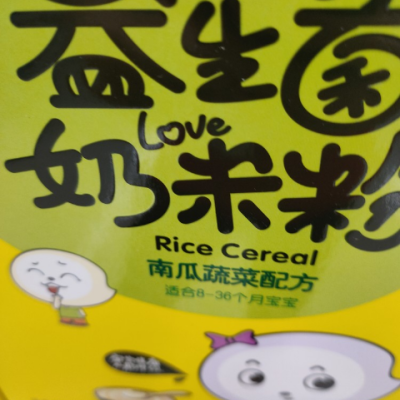 益生菌
Love
奶米粉
Rice Cereal
南瓜蔬菜配方
适合8-36个月宝宝